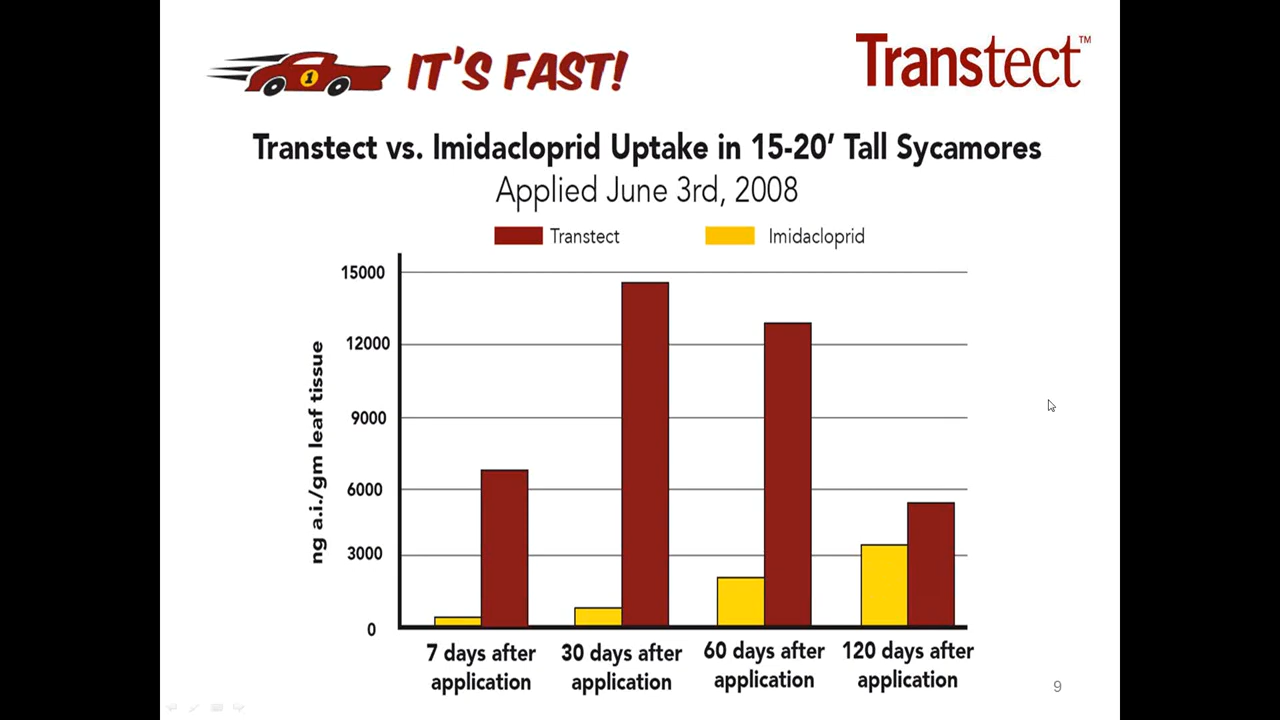 1
IT'S FAST!
Transtect™
Transtect vs. Imidacloprid Uptake in 15-20' Tall Sycamores
Applied June 3rd, 2008
Transtect
Imidacloprid
ng a.i./gm leaf tissue
15000
12000
9000
6000
3000
0
7 days after
application
30 days after
application
60 days after
application
120 days after
application
9